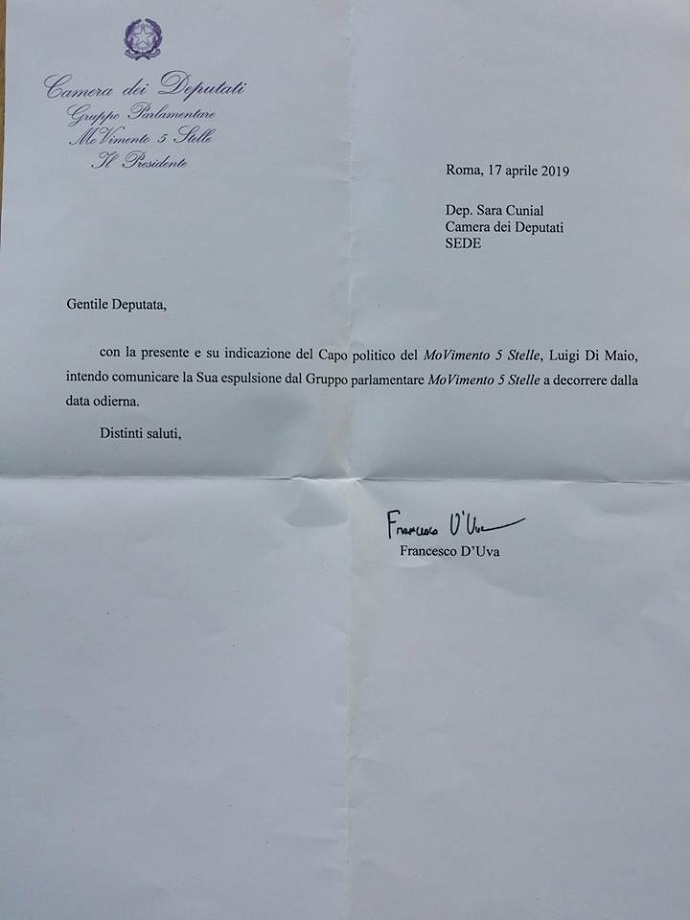 Camera dei Deputati
Gruppo Parlamentare
MoVimento 5 Stelle
Il Presidente
Roma, 17 aprile 2019
Dep. Sara Cunial
Camera dei Deputati
SEDE
Gentile Deputata,
con la presente e su indicazione del Capo politico del MoVimento 5 Stelle, Luigi Di Maio,
intendo comunicare la Sua espulsione dal Gruppo parlamentare MoVimento 5 Stelle a decorrere dalla
data odierna.
Distinti saluti,
Francesco D'Uva
Francesco D'Uva